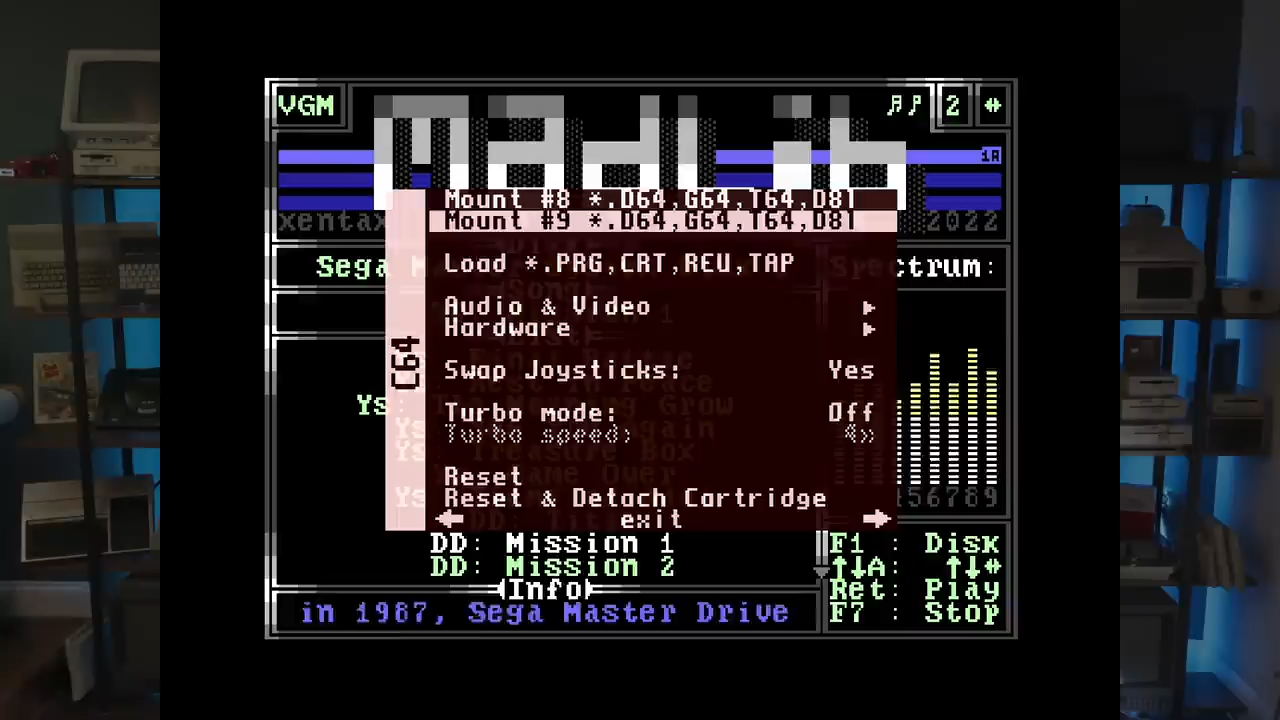 VGM
madlib
2
1A
Mount #8 *.D64,G64,T64,D81
Mount #9 *.D64,G64,T64,D81
xentax
2022
Load *.PRG,CRT,REU,TAP
Sega M
Spectrum:
Audio & Video
Hardware
C64
Swap Joysticks: Yes
Turbo mode: Off
Turbo speed:
Reset
Reset & Detach Cartridge
456789
exit
DD: Mission 1
DD: Mission 2
F1 : Disk
↑↓A: ↑↓
Ret: Play
F7 : Stop
Info
in 1987, Sega Master Drive